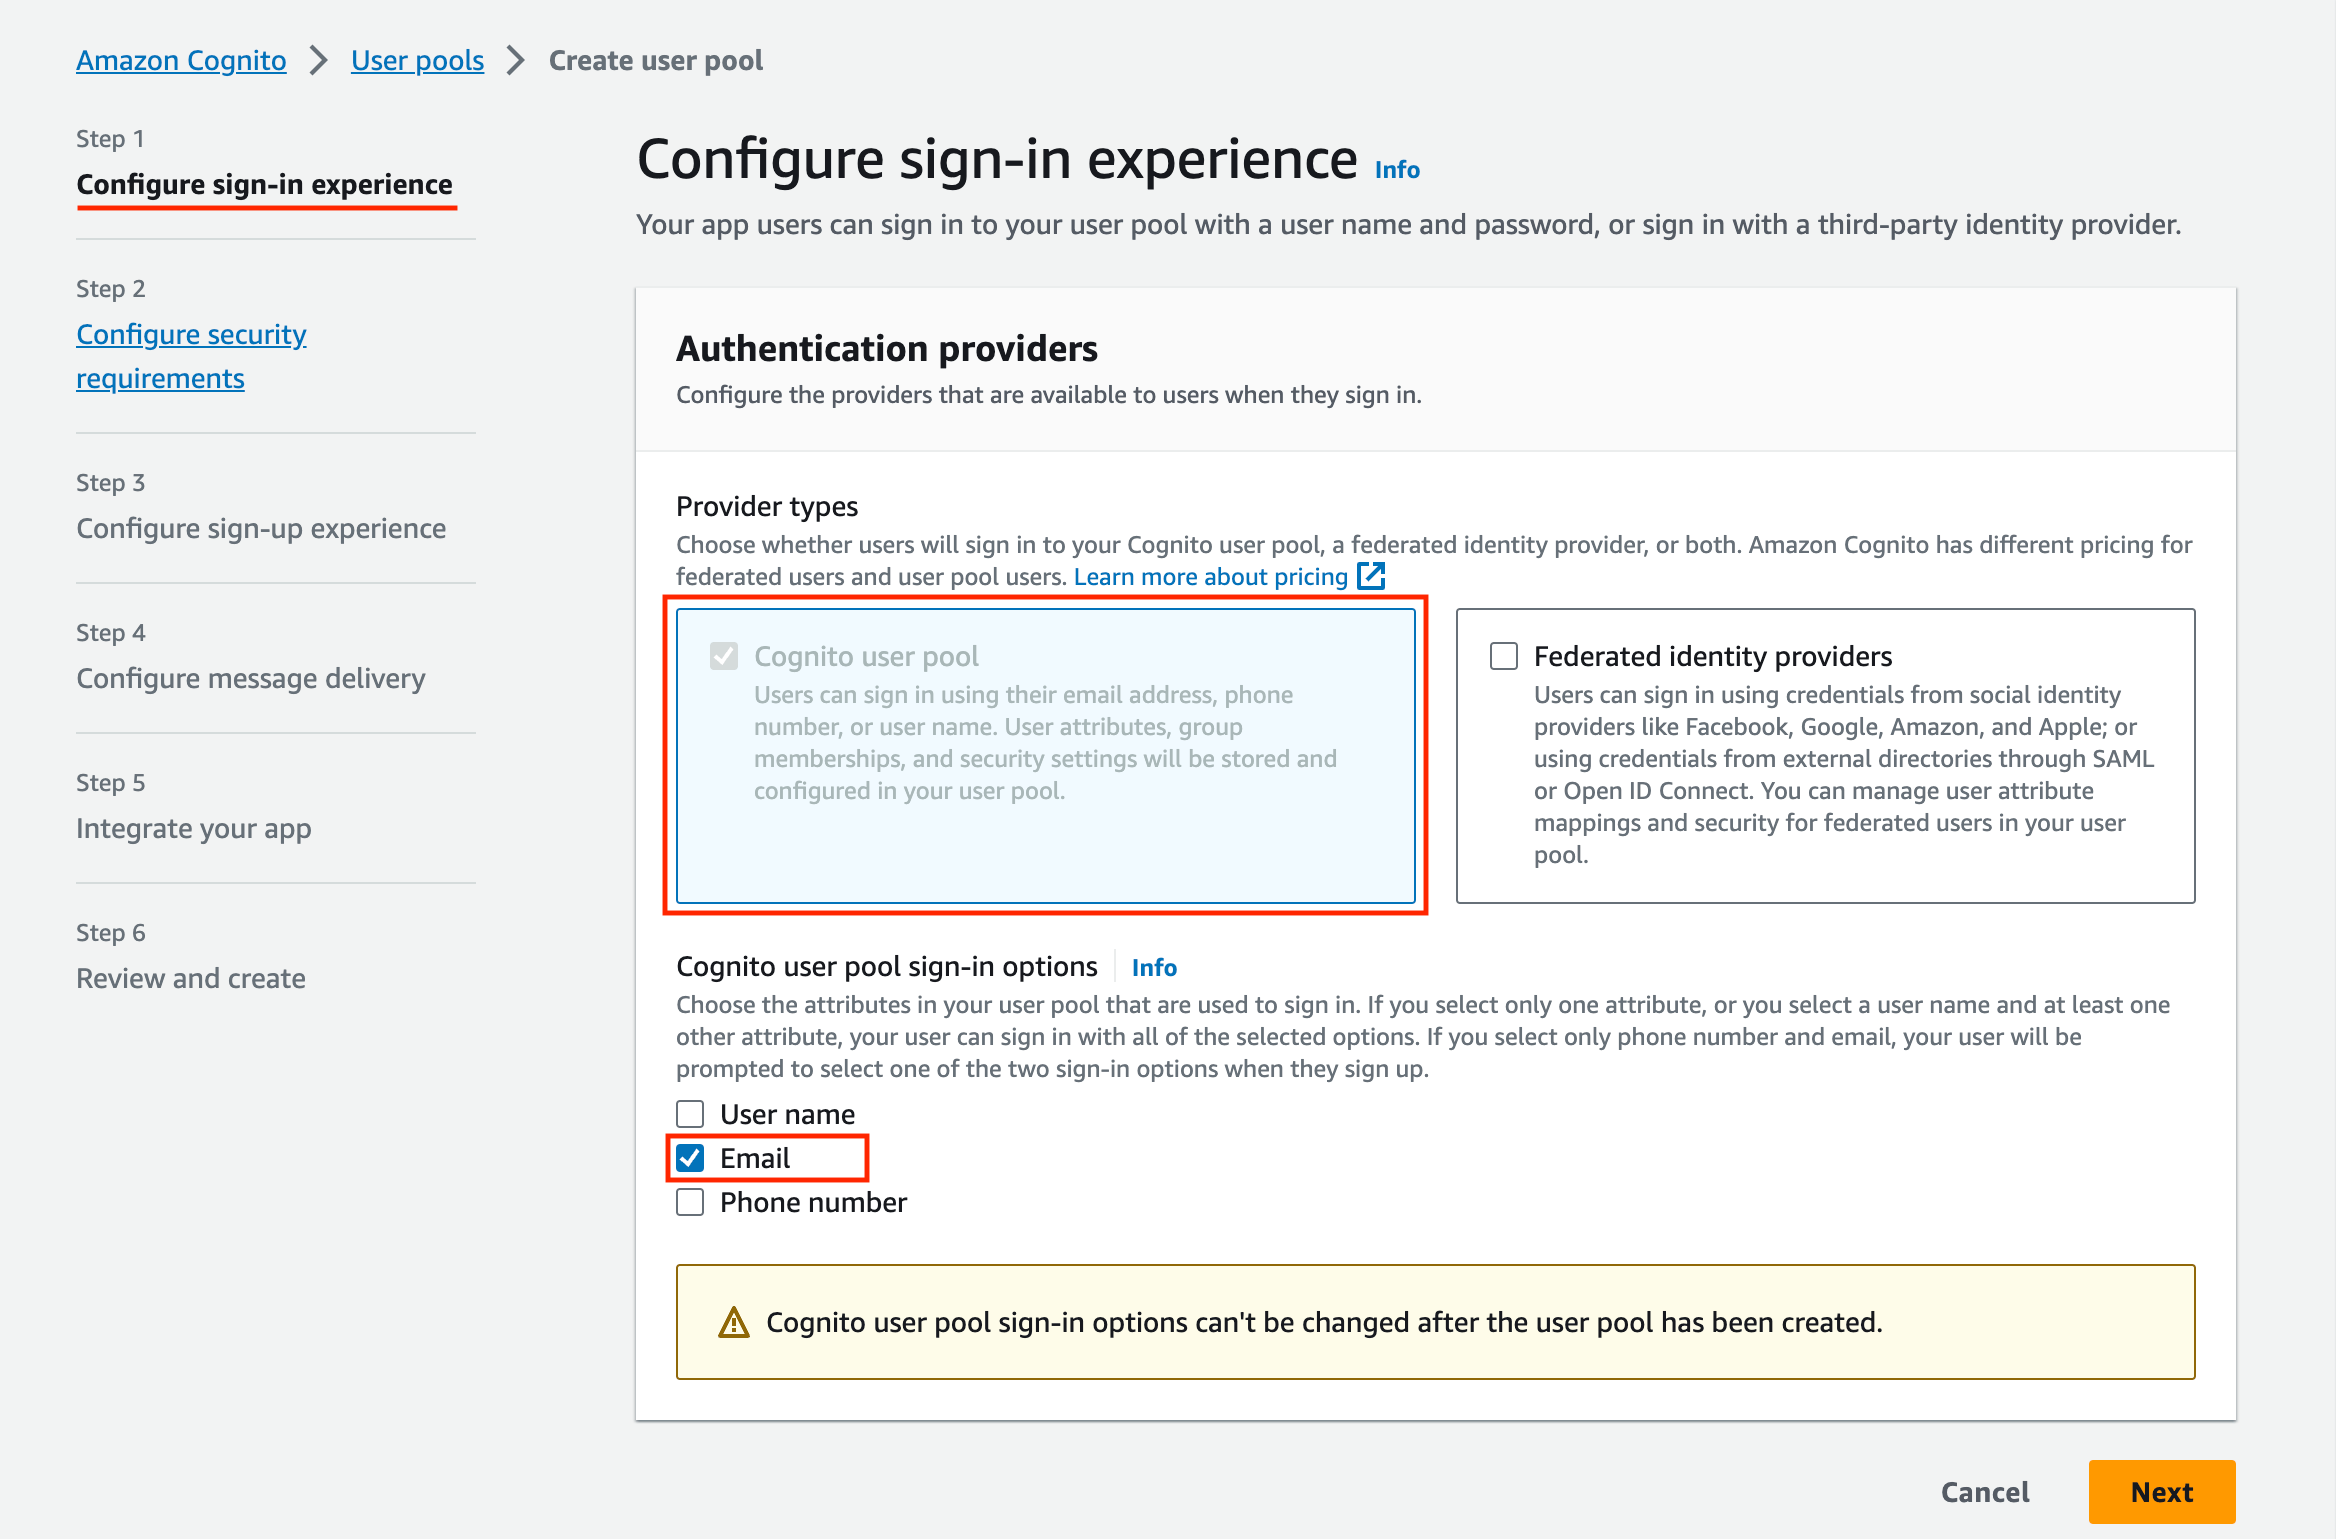 Amazon Cognito > User pools > Create user pool
Step 1
Configure sign-in experience
Step 2
Configure security
requirements
Step 3
Configure sign-up experience
Step 4
Configure message delivery
Step 5
Integrate your app
Step 6
Review and create
Configure sign-in experience Info
Your app users can sign in to your user pool with a user name and password, or sign in with a third-party identity provider.
Authentication providers
Configure the providers that are available to users when they sign in.
Provider types
Choose whether users will sign in to your Cognito user pool, a federated identity provider, or both. Amazon Cognito has different pricing for
federated users and user pool users. Learn more about pricing
Cognito user pool
Users can sign in using their email address, phone
number, or user name. User attributes, group
memberships, and security settings will be stored and
configured in your user pool.
Federated identity providers
Users can sign in using credentials from social identity
providers like Facebook, Google, Amazon, and Apple; or
using credentials from external directories through SAML
or Open ID Connect. You can manage user attribute
mappings and security for federated users in your user
pool.
Cognito user pool sign-in options Info
Choose the attributes in your user pool that are used to sign in. If you select only one attribute, or you select a user name and at least one
other attribute, your user can sign in with all of the selected options. If you select only phone number and email, your user will be
prompted to select one of the two sign-in options when they sign up.
User name
Email
Phone number
Cognito user pool sign-in options can't be changed after the user pool has been created.
Cancel
Next